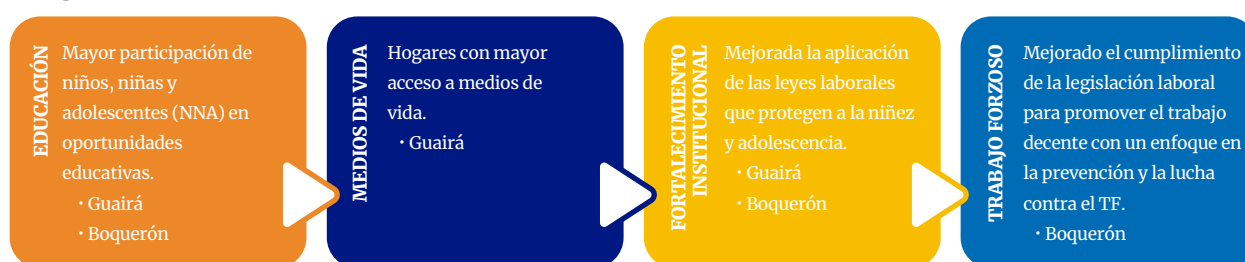 EDUCACIÓN
Mayor participación de
niños, niñas y
adolescentes (NNA) en
oportunidades
educativas.
• Guairá
• Boquerón
MEDIOS DE VIDA
Hogares con mayor
acceso a medios de
vida.
• Guairá
FORTALECIMIENTO
INSTITUCIONAL
Mejorada la aplicación
de las leyes laborales
que protegen a la niñez
y adolescencia.
• Guairá
• Boquerón
TRABAJO FORZOSO
Mejorado el cumplimiento
de la legislación laboral
para promover el trabajo
decente con un enfoque en
la prevención y la lucha
contra el TF.
• Boquerón